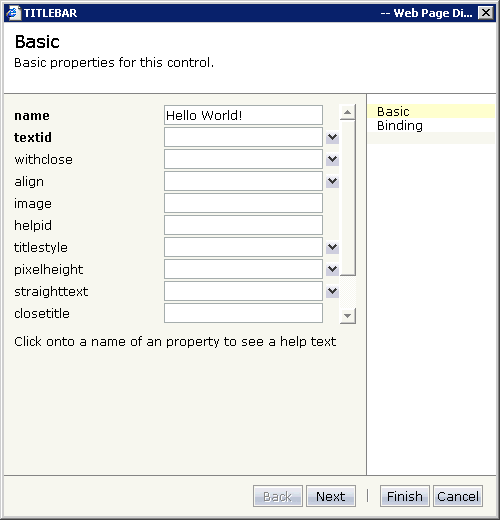 TITLEBAR -- Web Page Di...
Basic
Basic properties for this control.
name Hello World!
textid
withclose
align
image
helpid
titlestyle
pixelheight
straighttext
closetitle
Click onto a name of an property to see a help text
Basic
Binding
Back Next | Finish Cancel